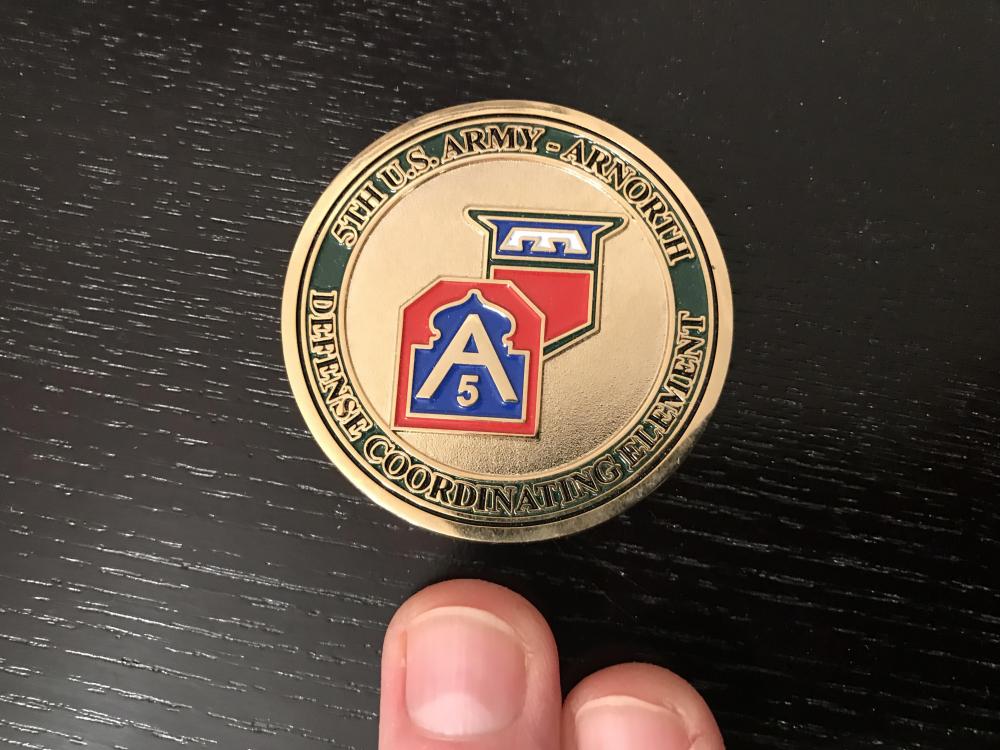 5TH U.S. ARMY - ARNORTH
A
5
DEFENSE COORDINATING ELEMENT